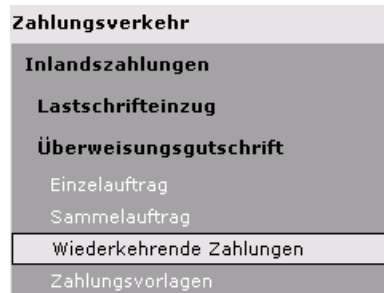 Zahlungsverkehr
Inlandszahlungen
Lastschrifteinzug
Überweisungsgutschrift
Einzelauftrag
Sammelauftrag
Wiederkehrende Zahlungen
Zahlungsvorlagen